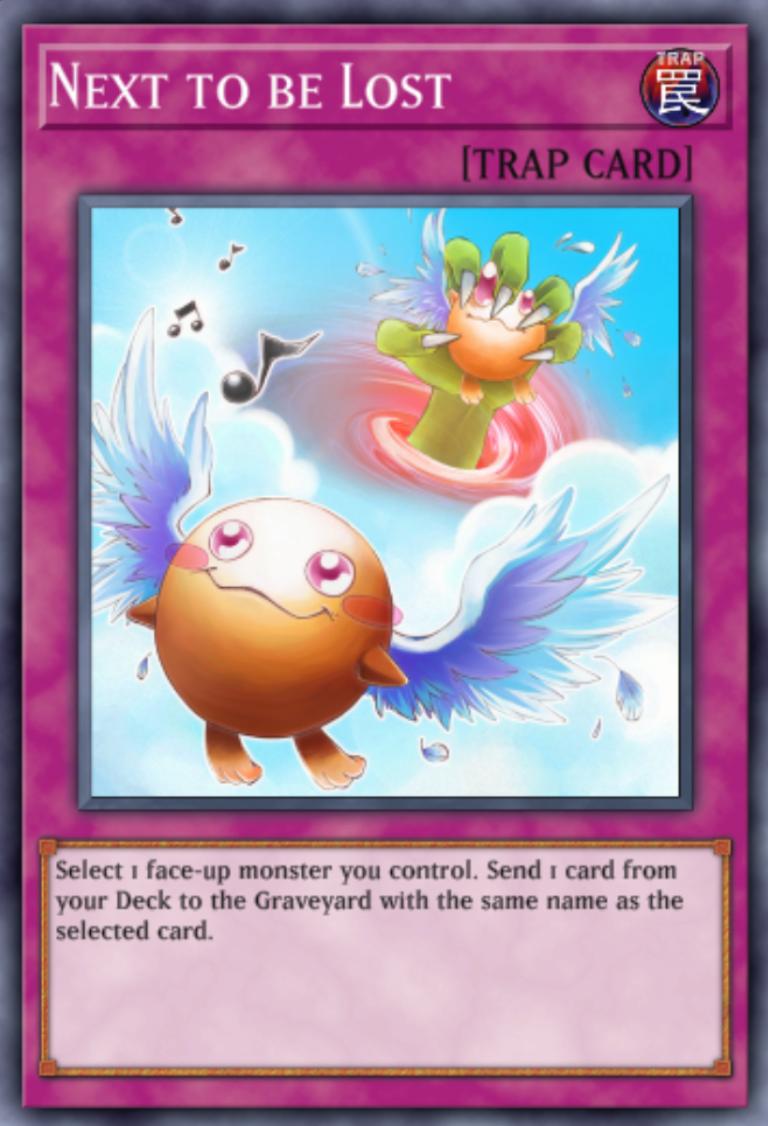 Next to be Lost
TRAP
罠
[TRAP CARD]
Select 1 face-up monster you control. Send 1 card from
your Deck to the Graveyard with the same name as the
selected card.